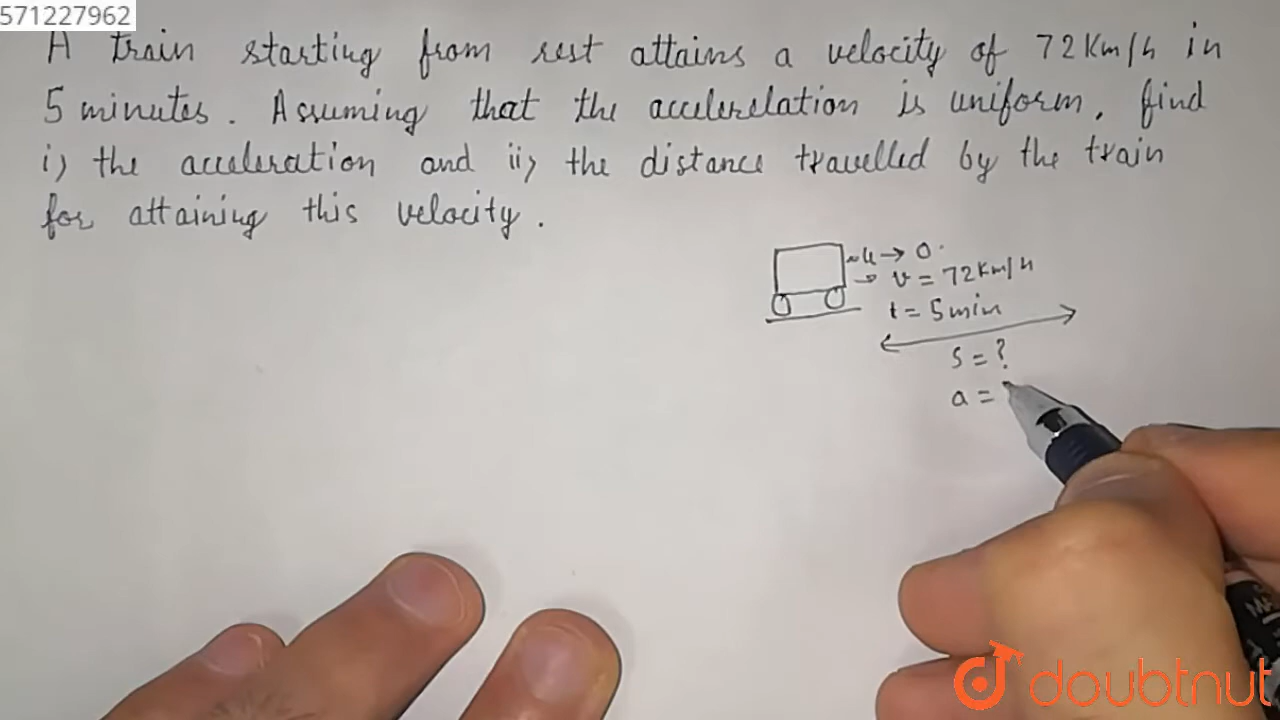 571227962
A train starting from rest attains a velocity of 72 Km/h in
5 minutes. Assuming that the accelerelation is uniform, find
i) the acceleration and ii) the distance travelled by the train
for attaining this velocity.
u → 0
→ v = 72 Km/h
t = 5 min
S = ?
a =
doubtnut